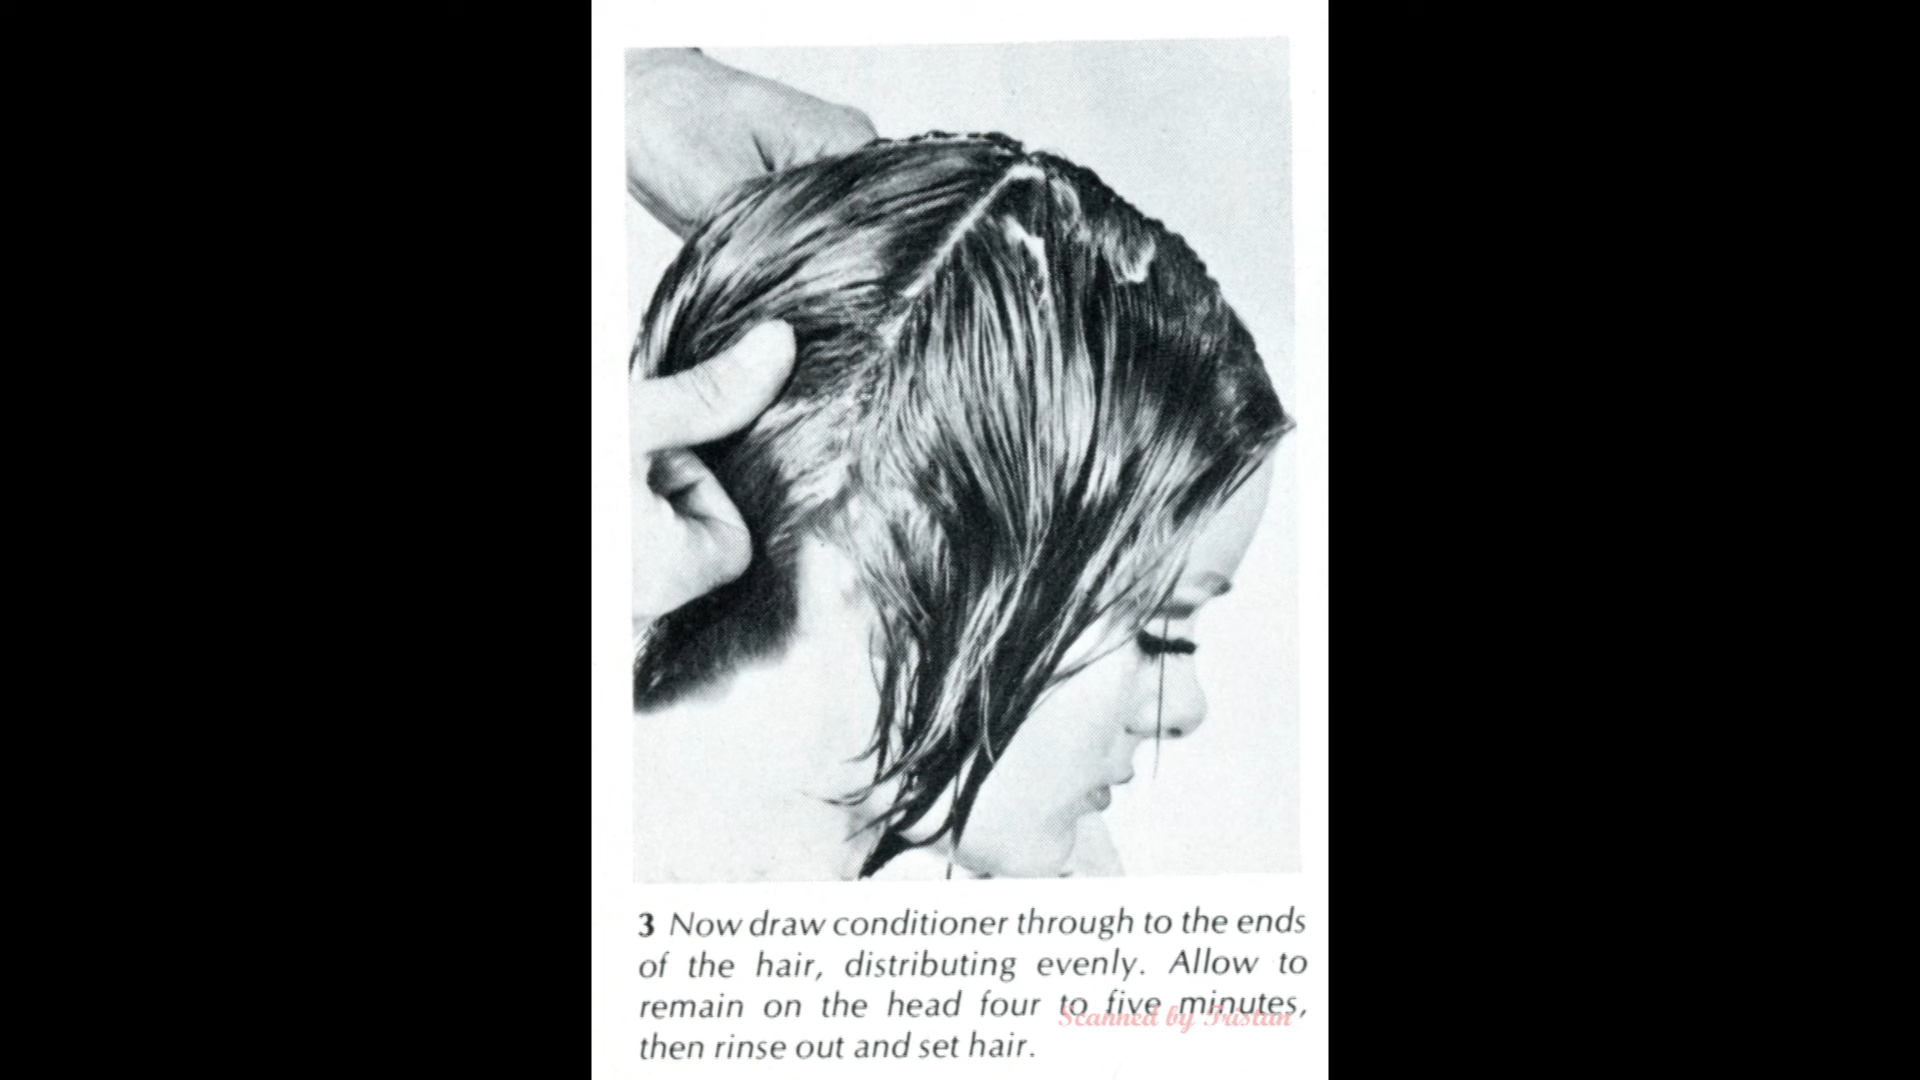 3 Now draw conditioner through to the ends
of the hair, distributing evenly. Allow to
remain on the head four to five minutes,
then rinse out and set hair.
Scanned by Tristan